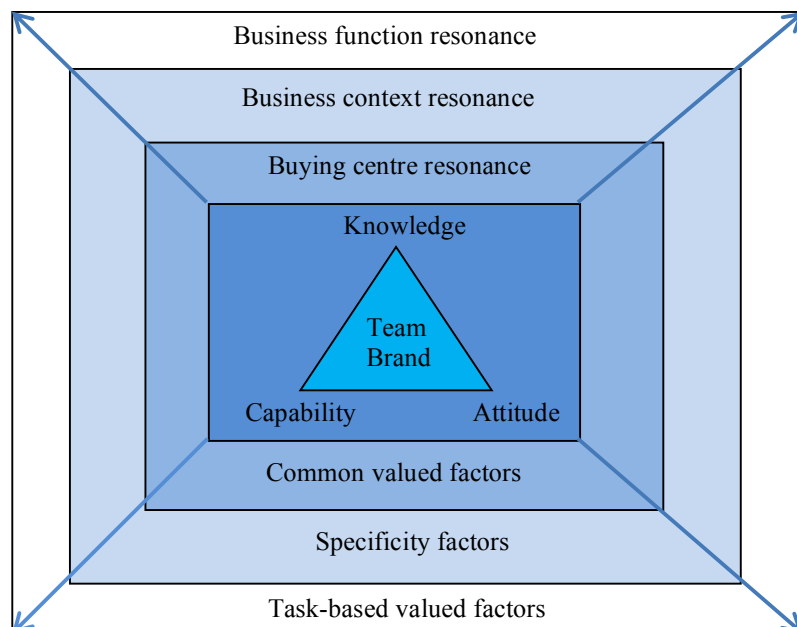 Business function resonance
Business context resonance
Buying centre resonance
Knowledge
Team
Brand
Capability
Attitude
Common valued factors
Specificity factors
Task-based valued factors